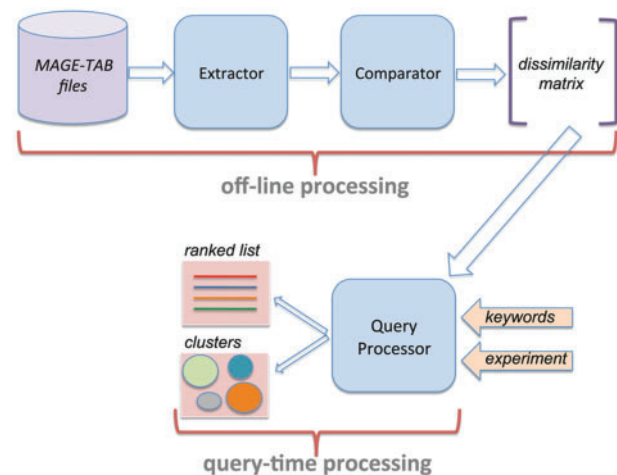 MAGE-TAB
files
Extractor
Comparator
dissimilarity
matrix
off-line processing
ranked list
clusters
Query
Processor
keywords
experiment
query-time processing